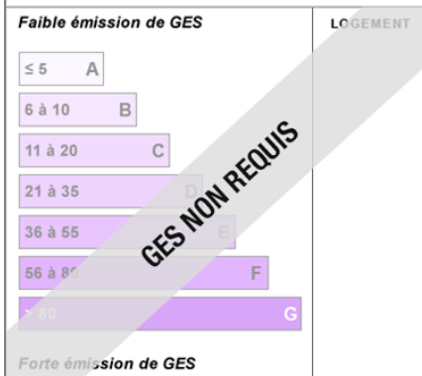 Faible émission de GES
LOGEMENT
≤ 5 A
6 à 10 B
11 à 20 C
21 à 35 D
36 à 55 E
56 à 80 F
> 80 G
GES NON REQUIS
Forte émission de GES